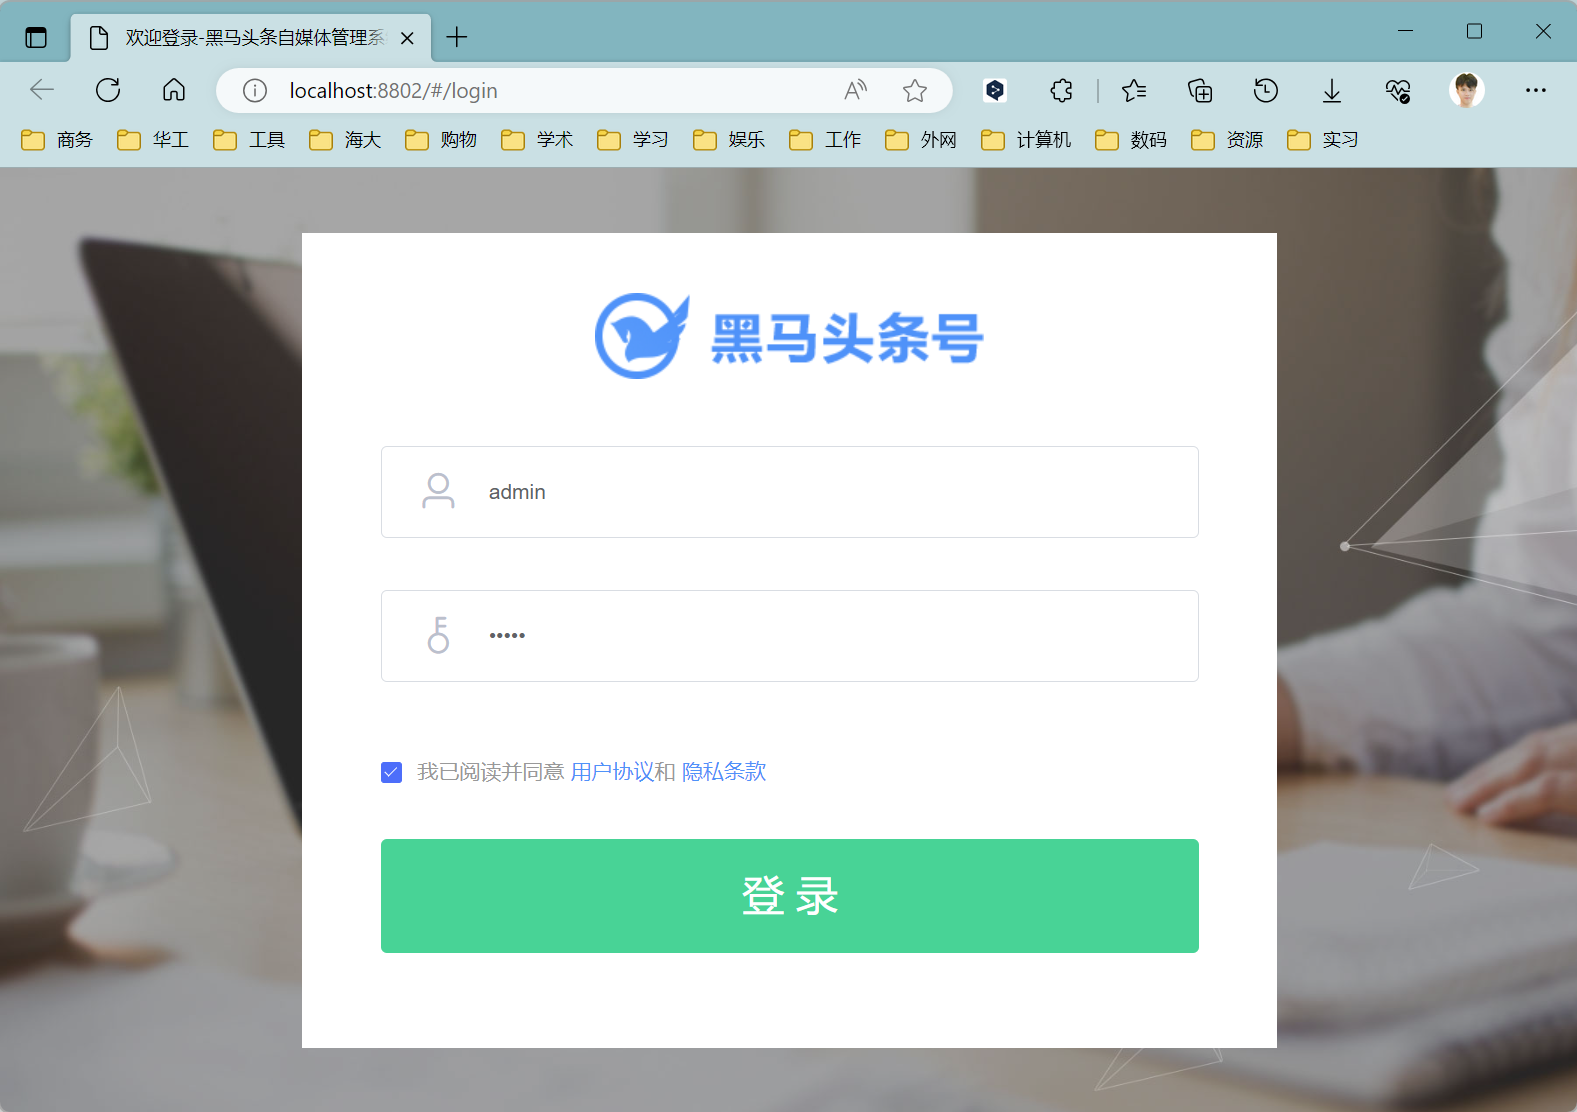 欢迎登录-黑马头条自媒体管理系
localhost:8802/#/login
商务 华工 工具 海大 购物 学术 学习 娱乐 工作 外网 计算机 数码 资源 实习
黑马头条号
admin
•••••
我已阅读并同意 用户协议和 隐私条款
登录